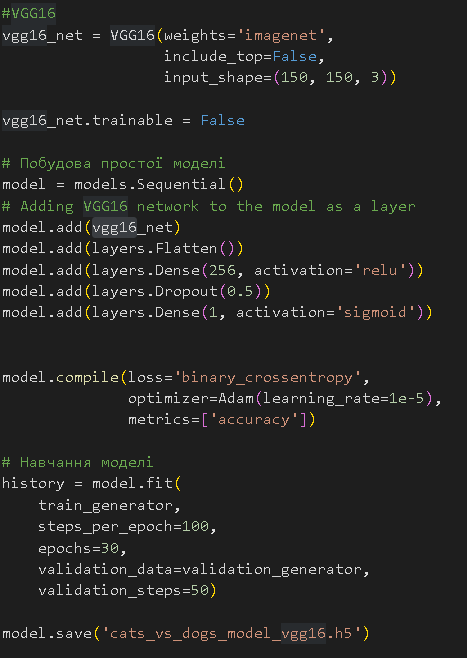 #VGG16
vgg16_net = VGG16(weights='imagenet',
                  include_top=False,
                  input_shape=(150, 150, 3))
vgg16_net.trainable = False
# Побудова простої моделі
model = models.Sequential()
# Adding VGG16 network to the model as a layer
model.add(vgg16_net)
model.add(layers.Flatten())
model.add(layers.Dense(256, activation='relu'))
model.add(layers.Dropout(0.5))
model.add(layers.Dense(1, activation='sigmoid'))
model.compile(loss='binary_crossentropy',
              optimizer=Adam(learning_rate=1e-5),
              metrics=['accuracy'])
# Навчання моделі
history = model.fit(
    train_generator,
    steps_per_epoch=100,
    epochs=30,
    validation_data=validation_generator,
    validation_steps=50)
model.save('cats_vs_dogs_model_vgg16.h5')